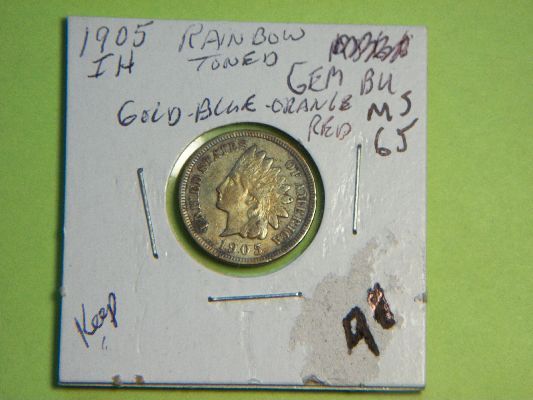 1905 RAINBOW
IH TONED
GEM BU
GOLD-BLUE-ORANGE MS
RED 65
UNITED STATES OF AMERICA
1905
Keep